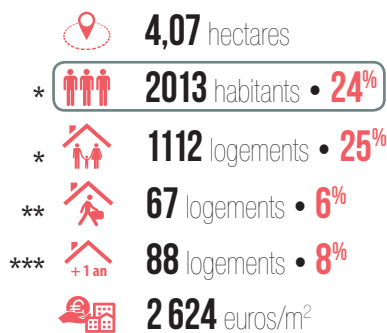 4,07 hectares
* 2013 habitants • 24%
* 1112 logements • 25%
** 67 logements • 6%
*** +1 an 88 logements • 8%
€ 2 624 euros/m²